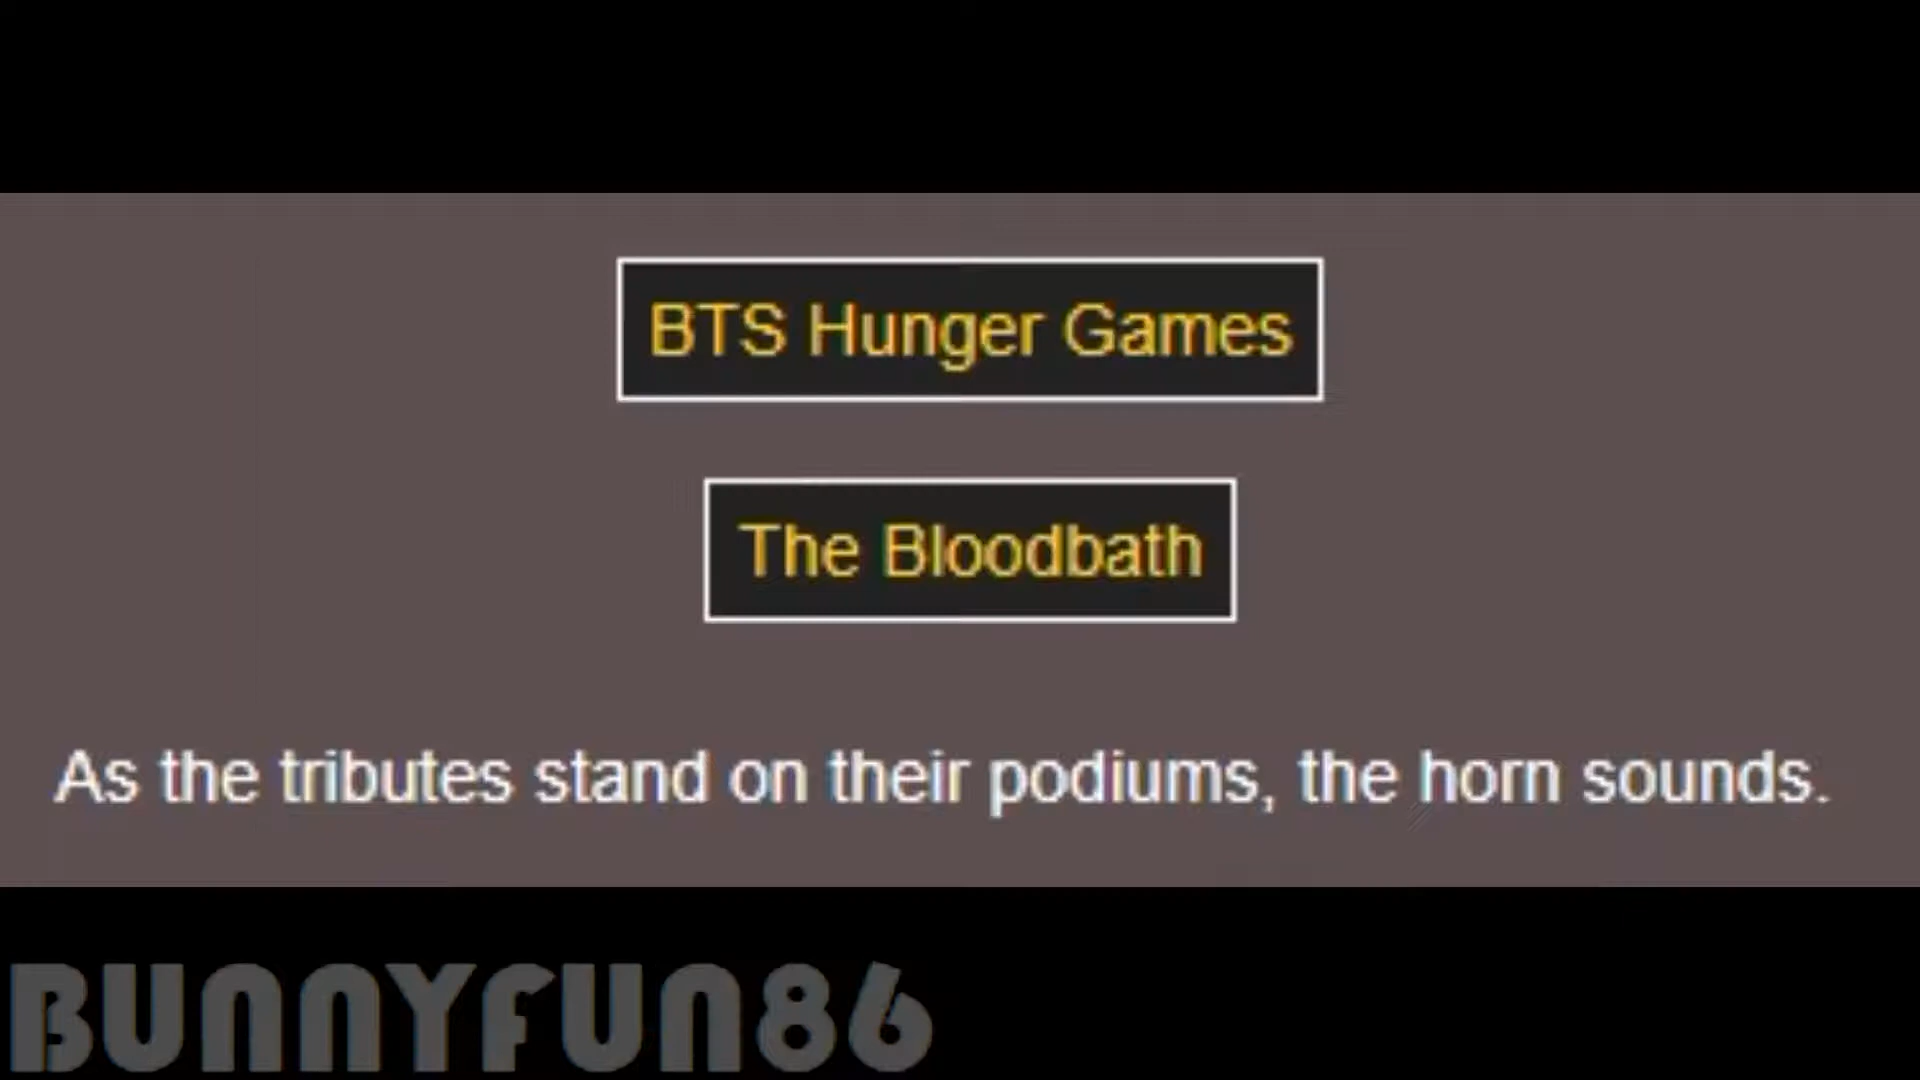 BTS Hunger Games
The Bloodbath
As the tributes stand on their podiums, the horn sounds.
BUNNYFUN86